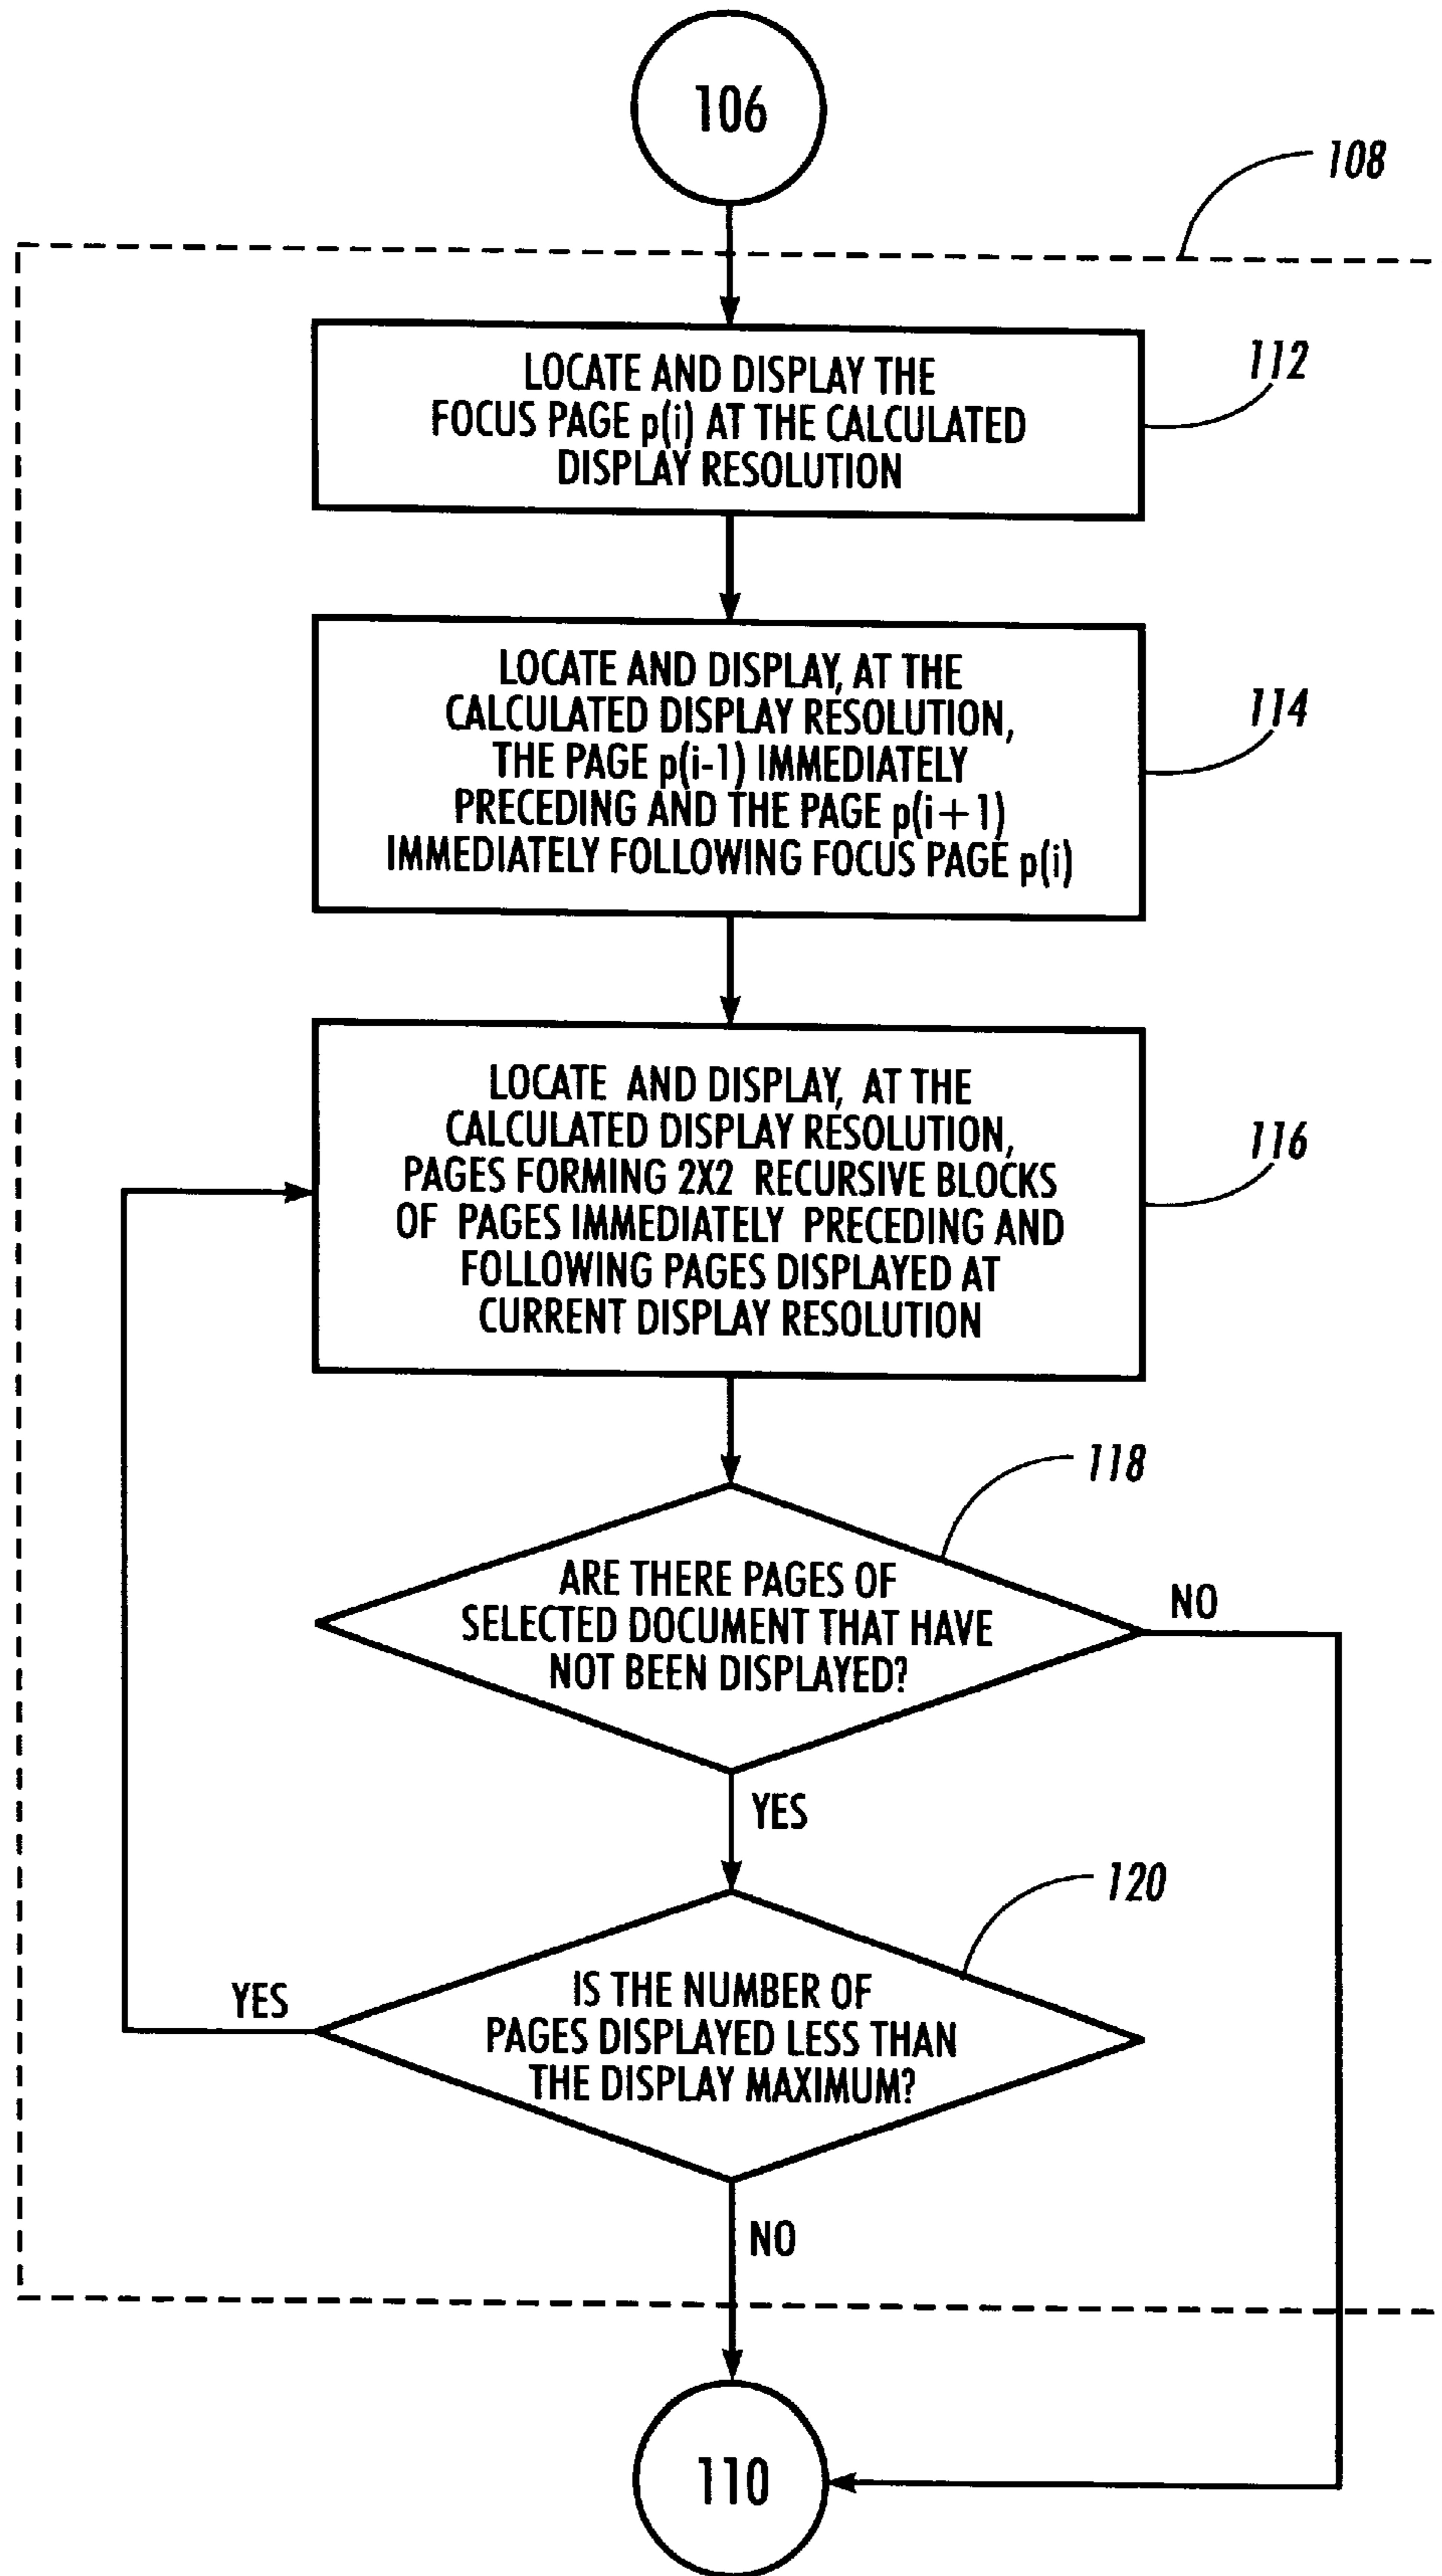 106
108
LOCATE AND DISPLAY THE
FOCUS PAGE p(i) AT THE CALCULATED
DISPLAY RESOLUTION
112
LOCATE AND DISPLAY, AT THE
CALCULATED DISPLAY RESOLUTION,
THE PAGE p(i-1) IMMEDIATELY
PRECEDING AND THE PAGE p(i+1)
IMMEDIATELY FOLLOWING FOCUS PAGE p(i)
114
LOCATE AND DISPLAY, AT THE
CALCULATED DISPLAY RESOLUTION,
PAGES FORMING 2X2 RECURSIVE BLOCKS
OF PAGES IMMEDIATELY PRECEDING AND
FOLLOWING PAGES DISPLAYED AT
CURRENT DISPLAY RESOLUTION
116
118
ARE THERE PAGES OF
SELECTED DOCUMENT THAT HAVE
NOT BEEN DISPLAYED?
NO
YES
120
IS THE NUMBER OF
PAGES DISPLAYED LESS THAN
THE DISPLAY MAXIMUM?
YES
NO
110